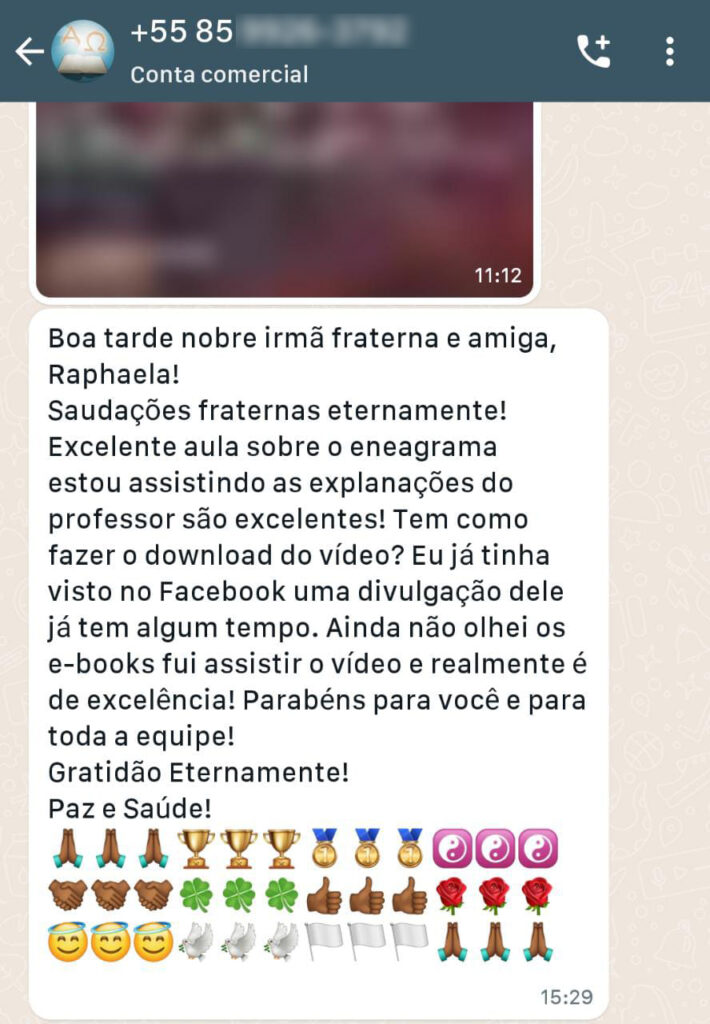 +55 85
Conta comercial
ΑΩ
11:12
Boa tarde nobre irmã fraterna e amiga,
Raphaela!
Saudações fraternas eternamente!
Excelente aula sobre o eneagrama
estou assistindo as explanações do
professor são excelentes! Tem como
fazer o download do vídeo? Eu já tinha
visto no Facebook uma divulgação dele
já tem algum tempo. Ainda não olhei os
e-books fui assistir o vídeo e realmente é
de excelência! Parabéns para você e para
toda a equipe!
Gratidão Eternamente!
Paz e Saúde!
🙏🏾🙏🏾🙏🏾🏆🏆🏆🥇🥇🥇☯️☯️☯️
🤝🏾🤝🏾🤝🏾🍀🍀🍀👍🏾👍🏾👍🏾🌹🌹🌹
😇😇😇🕊️🕊️🕊️🏳️🏳️🏳️🙏🏾🙏🏾🙏🏾
15:29